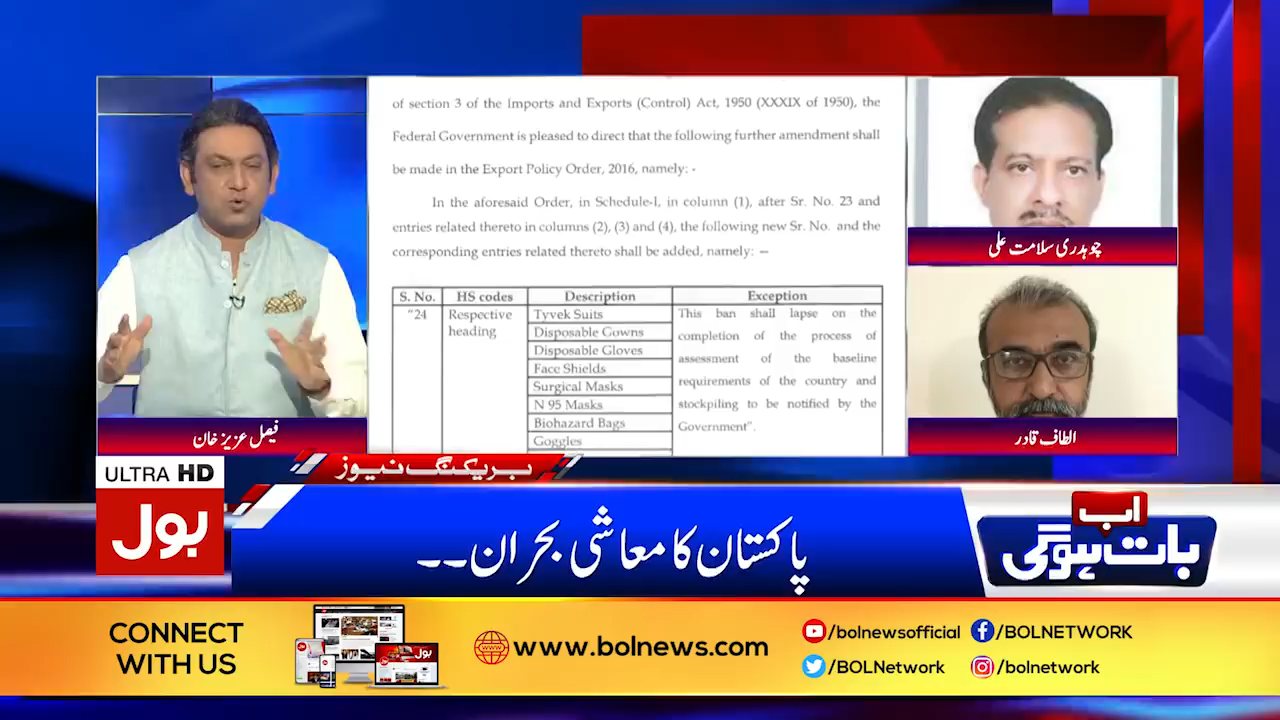 of section 3 of the Imports and Exports (Control) Act, 1950 (XXXIX of 1950), the
Federal Government is pleased to direct that the following further amendment shall
be made in the Export Policy Order, 2016, namely: -
In the aforesaid Order, in Schedule-I, in column (1), after Sr. No. 23 and
entries related thereto in columns (2), (3) and (4), the following new Sr. No. and the
corresponding entries related thereto shall be added, namely: —
S. No. HS codes Description Exception
"24 Respective heading
Tyvek Suits
Disposable Gowns
Disposable Gloves
Face Shields
Surgical Masks
N 95 Masks
Biohazard Bags
Goggles
This ban shall lapse on the
completion of the process of
assessment of the baseline
requirements of the country and
stockpiling to be notified by the
Government".
چوہدری سلامت علی
الطاف قادر
فیصل عزیز خان
بریکنگ نیوز
ULTRA HD
بول
پاکستان کا معاشی بحران۔۔
اب
بات ہوگی
CONNECT
WITH US
www.bolnews.com
/bolnewsofficial
/BOLNETWORK
/BOLNetwork
/bolnetwork